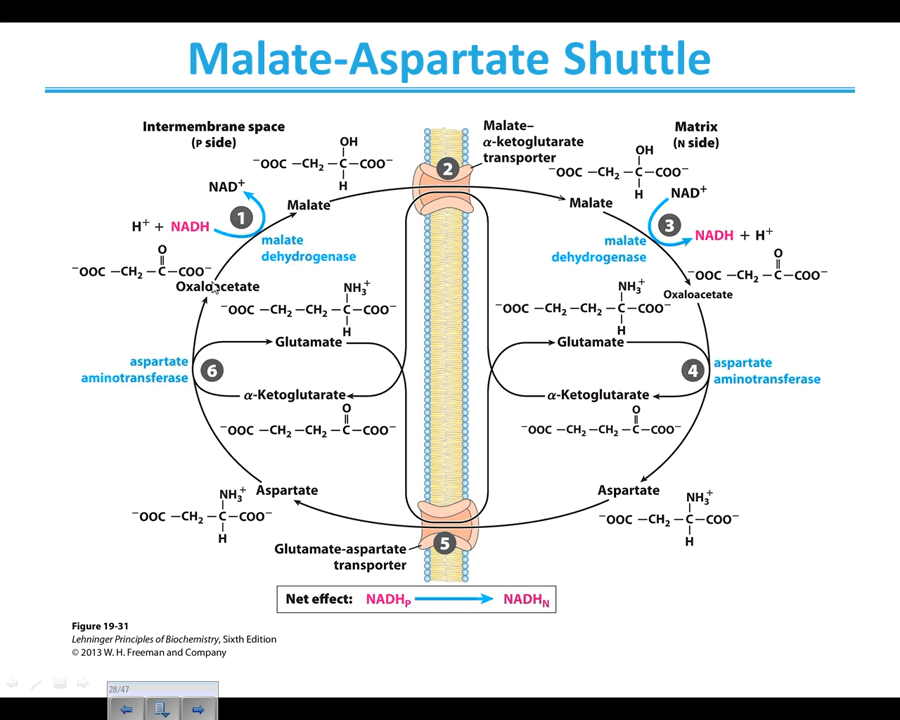 Malate-Aspartate Shuttle
Intermembrane space
(P side)
Malate–
α-ketoglutarate
transporter
Matrix
(N side)
OH
⁻OOC —CH₂ —C—COO⁻
H
OH
⁻OOC —CH₂ —C—COO⁻
H
2
NAD⁺
Malate
Malate
NAD⁺
1
3
H⁺ + NADH
malate
dehydrogenase
malate
dehydrogenase
NADH + H⁺
O
⁻OOC —CH₂ —C—COO⁻
Oxaloacetate
O
⁻OOC —CH₂ —C—COO⁻
Oxaloacetate
NH₃⁺
⁻OOC —CH₂—CH₂ —C—COO⁻
H
NH₃⁺
⁻OOC —CH₂—CH₂ —C—COO⁻
H
Glutamate
Glutamate
aspartate
aminotransferase
6
4
aspartate
aminotransferase
α-Ketoglutarate
α-Ketoglutarate
O
⁻OOC —CH₂—CH₂ —C—COO⁻
O
⁻OOC —CH₂—CH₂ —C—COO⁻
Aspartate
Aspartate
NH₃⁺
⁻OOC —CH₂ —C—COO⁻
H
NH₃⁺
⁻OOC —CH₂ —C—COO⁻
H
5
Glutamate-aspartate
transporter
Net effect: NADHP NADHN
Figure 19-31
Lehninger Principles of Biochemistry, Sixth Edition
© 2013 W. H. Freeman and Company
28/47